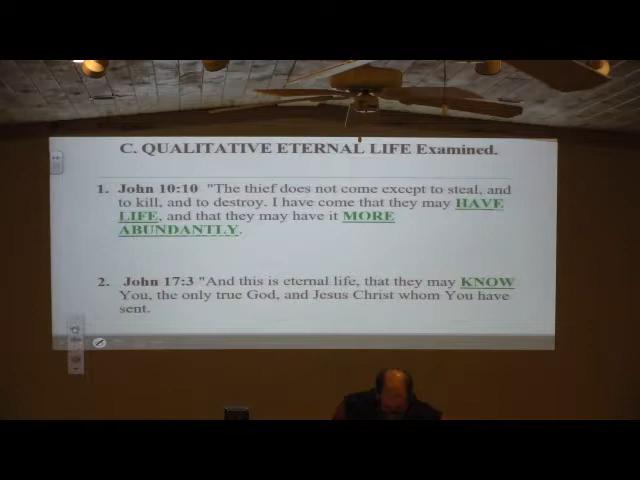 C. QUALITATIVE ETERNAL LIFE Examined.
1. John 10:10 "The thief does not come except to steal, and
to kill, and to destroy. I have come that they may HAVE
LIFE, and that they may have it MORE
ABUNDANTLY.
2. John 17:3 "And this is eternal life, that they may KNOW
You, the only true God, and Jesus Christ whom You have
sent.